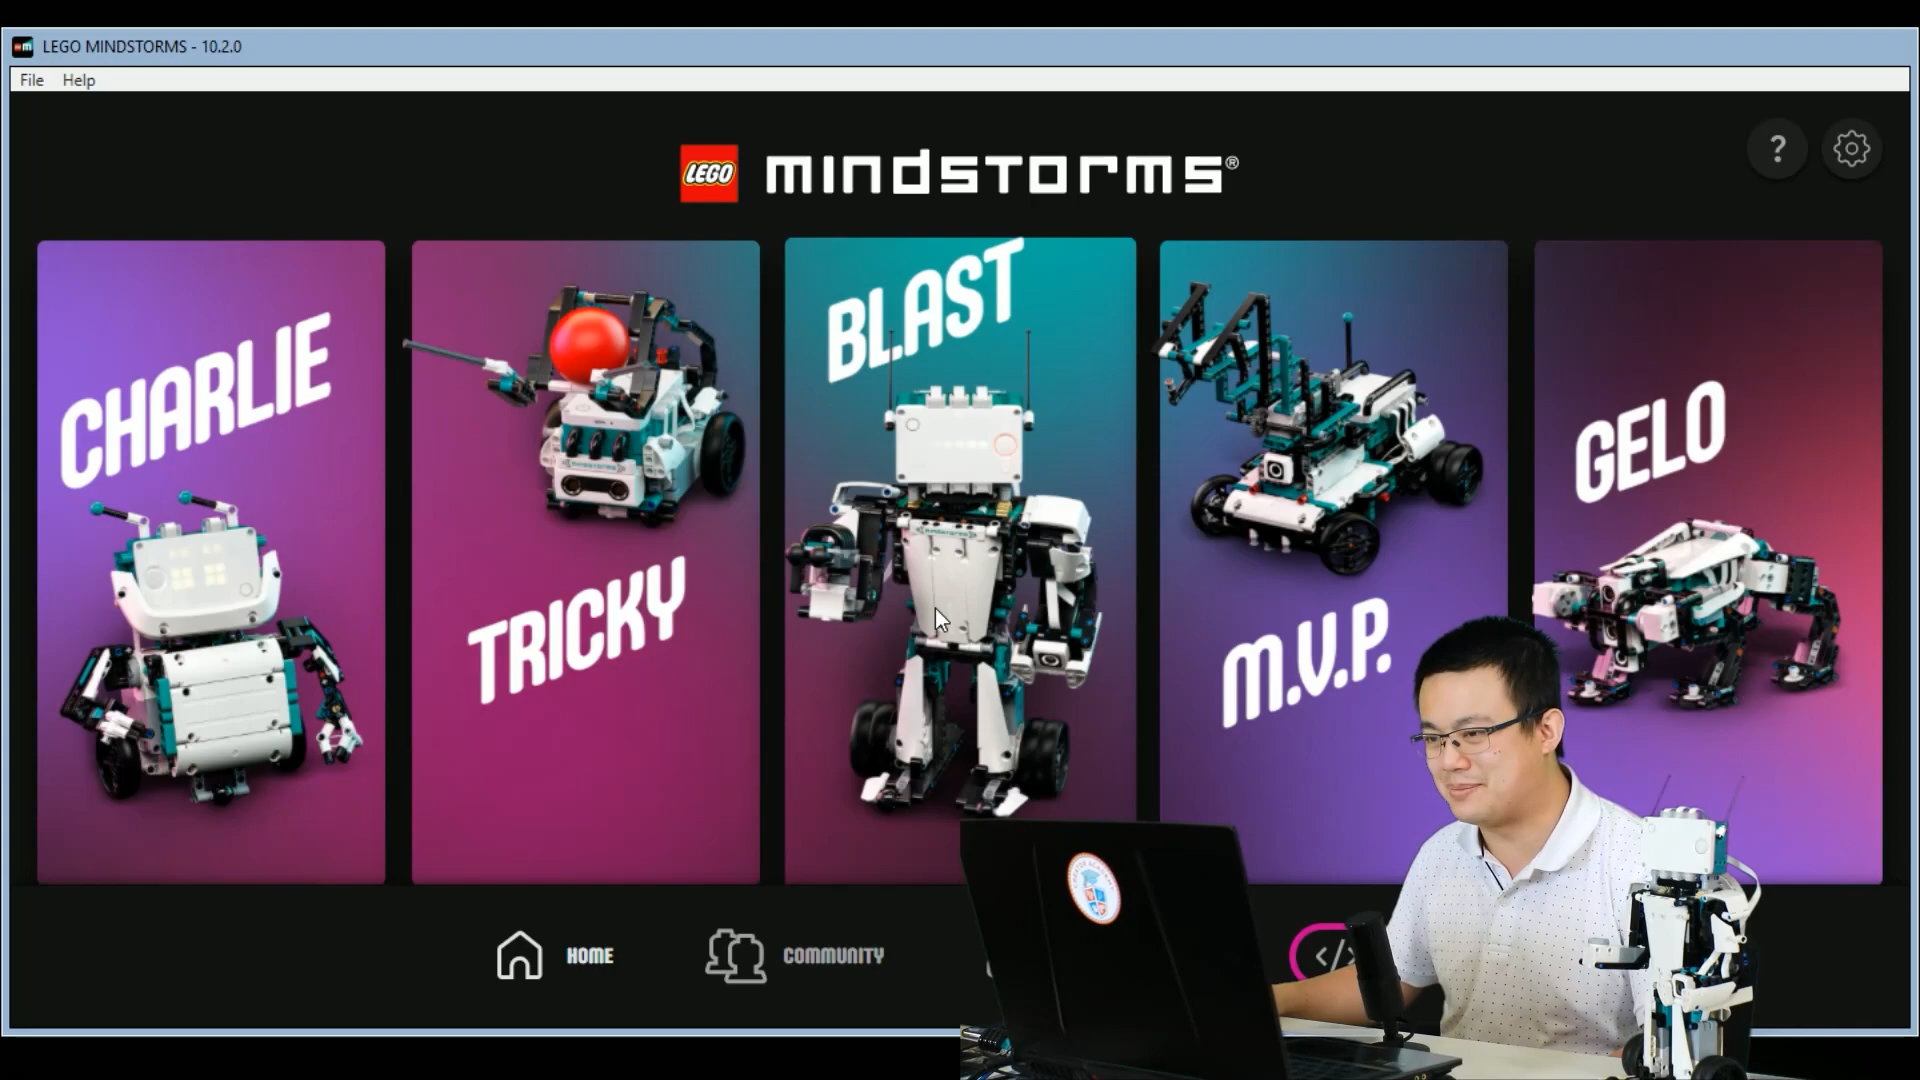 LEGO MINDSTORMS - 10.2.0
File Help
LEGO mindstorms®
?
CHARLIE
TRICKY
BLAST
M.V.P.
GELO
HOME
COMMUNITY
</>